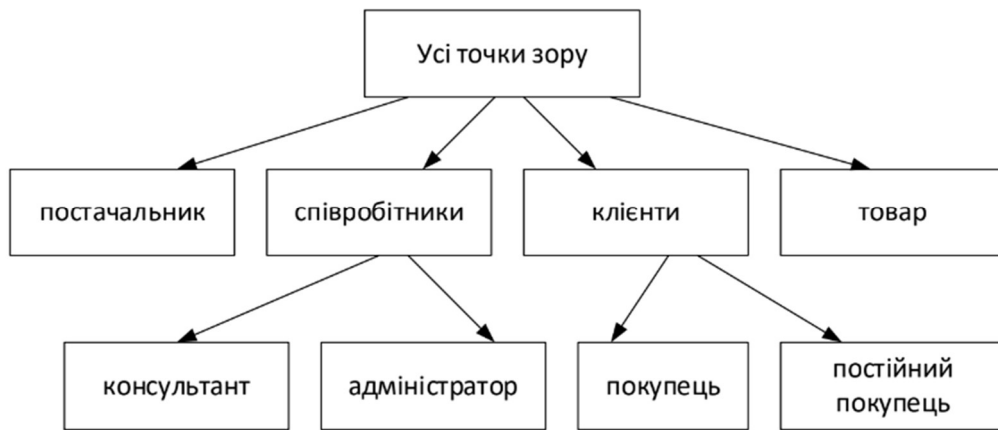 Усі точки зору
постачальник
співробітники
клієнти
товар
консультант
адміністратор
покупець
постійний
покупець